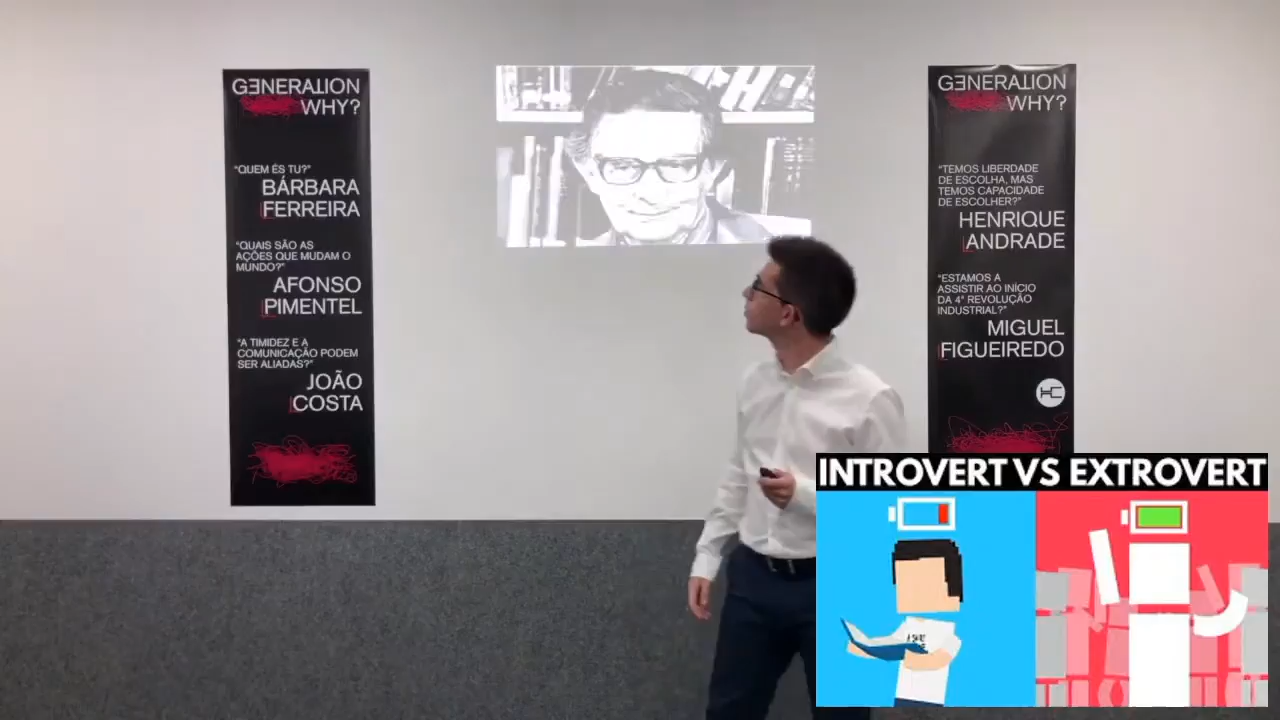 GENERATION
WHY?
"QUEM ÉS TU?"
BÁRBARA
FERREIRA
"QUAIS SÃO AS
AÇÕES QUE MUDAM O
MUNDO?"
AFONSO
PIMENTEL
"A TIMIDEZ E A
COMUNICAÇÃO PODEM
SER ALIADAS?"
JOÃO
COSTA
GENERATION
WHY?
"TEMOS LIBERDADE
DE ESCOLHA, MAS
TEMOS CAPACIDADE
DE ESCOLHER?"
HENRIQUE
ANDRADE
"ESTAMOS A
ASSISTIR AO INÍCIO
DA 4ª REVOLUÇÃO
INDUSTRIAL?"
MIGUEL
FIGUEIREDO
INTROVERT VS EXTROVERT